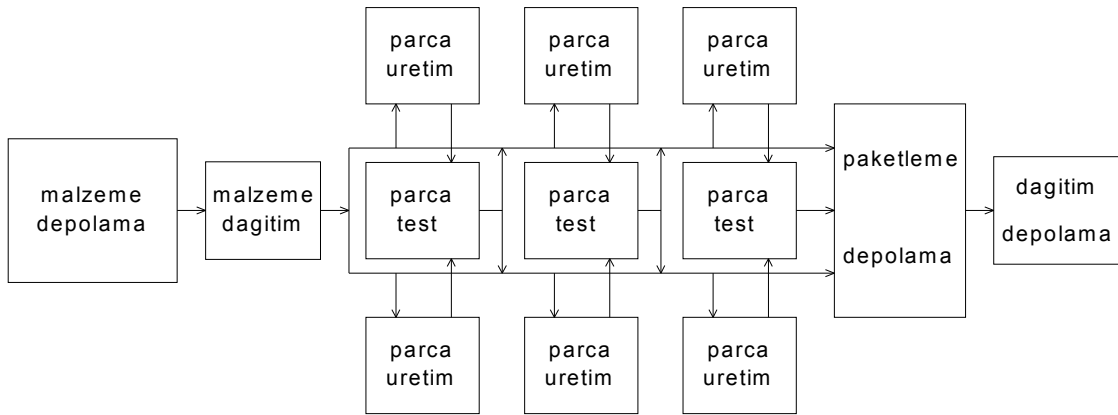 parca
uretim
parca
uretim
parca
uretim
malzeme
depolama
malzeme
dagitim
parca
test
parca
test
parca
test
paketleme
depolama
dagitim
depolama
parca
uretim
parca
uretim
parca
uretim